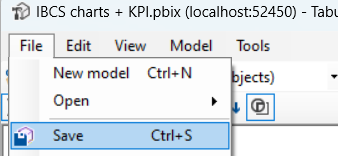 IBCS charts + KPI.pbix (localhost:52450) - Tabu
File Edit View Model Tools
New model Ctrl+N
bjects)
Open
Save Ctrl+S